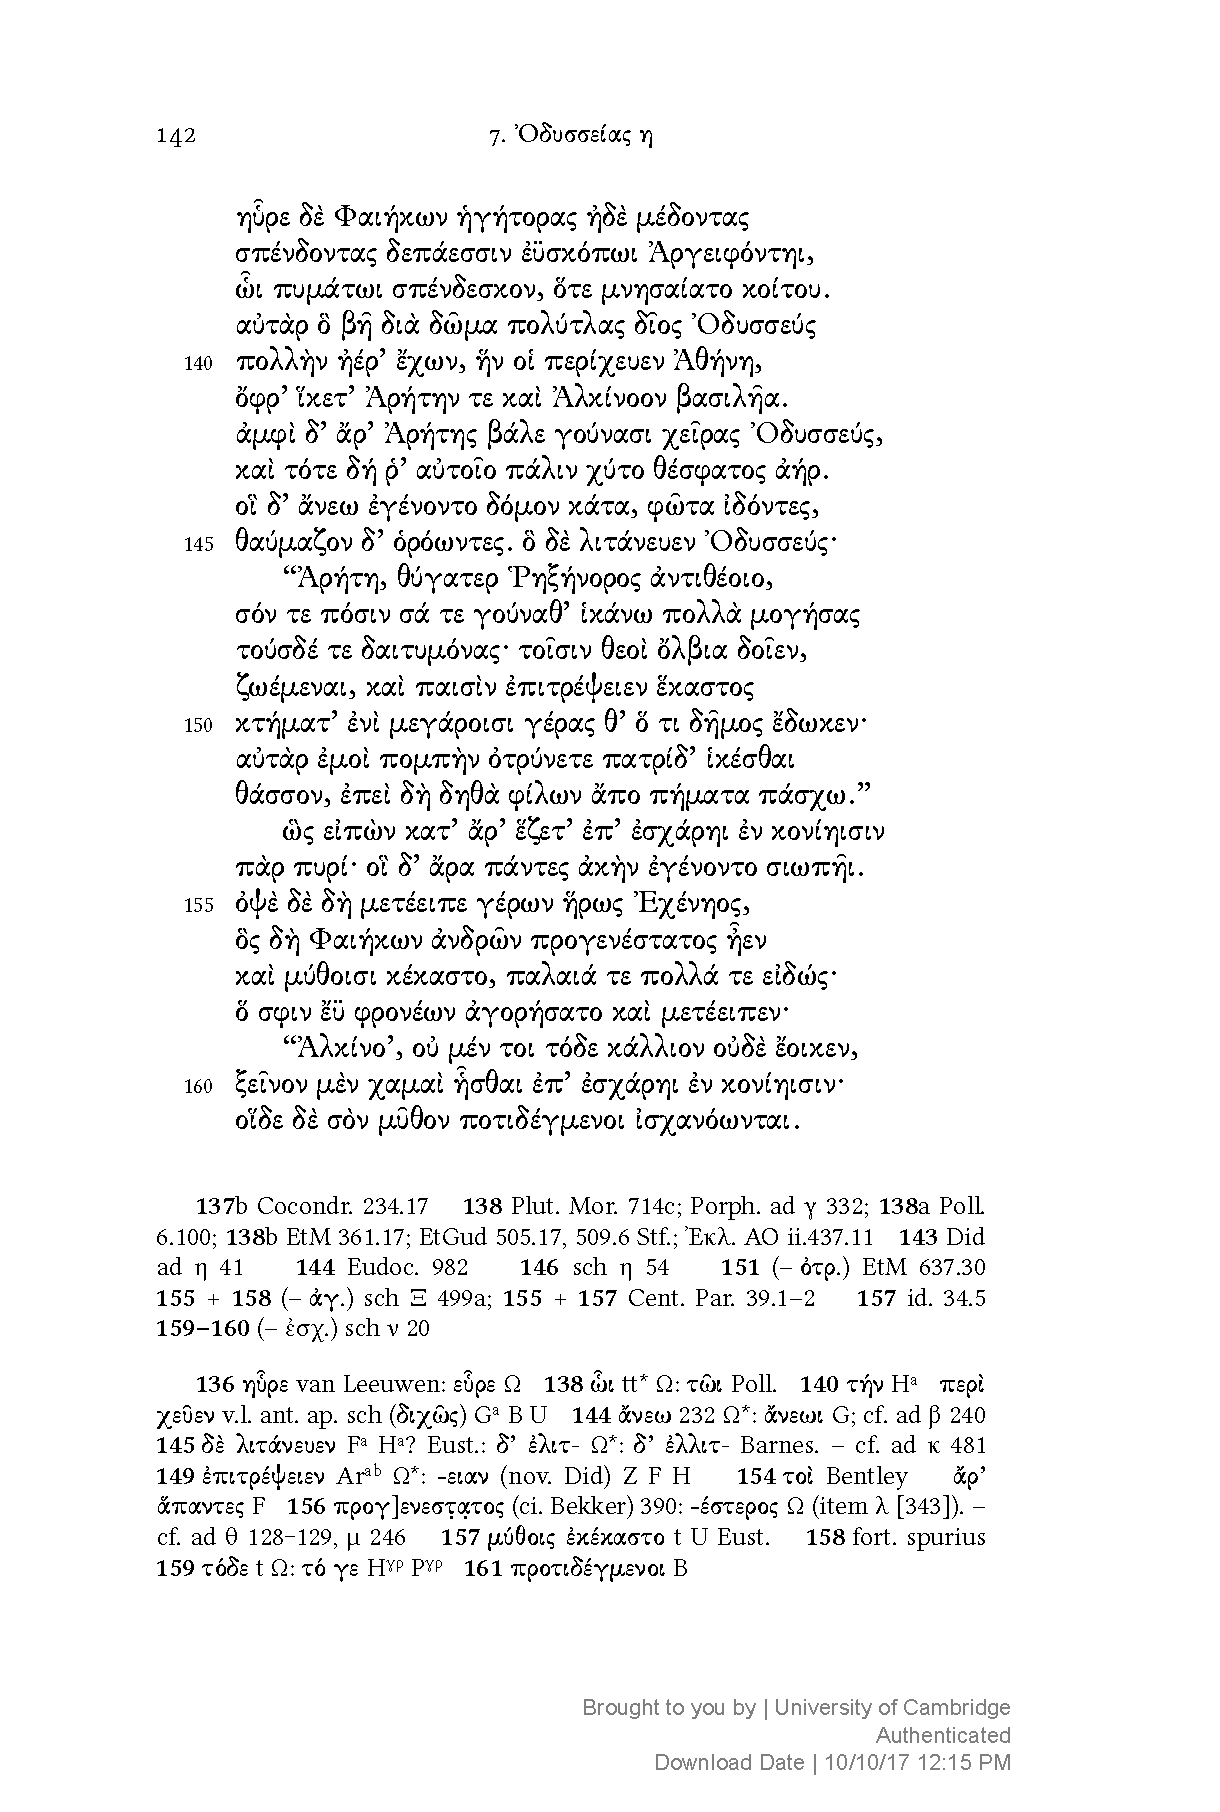 142 7. Ὀδυσσείας η
ηὗρε δὲ Φαιήκων ἡγήτορας ἠδὲ μέδοντας
σπένδοντας δεπάεσσιν ἐϋσκόπωι Ἀργειφόντηι,
ὧι πυμάτωι σπένδεσκον, ὅτε μνησαίατο κοίτου.
αὐτὰρ ὃ βῆ διὰ δῶμα πολύτλας δῖος Ὀδυσσεύς
140 πολλὴν ἠέρ’ ἔχων, ἥν οἱ περίχευεν Ἀθήνη,
ὄφρ’ ἵκετ’ Ἀρήτην τε καὶ Ἀλκίνοον βασιλῆα.
ἀμφὶ δ’ ἄρ’ Ἀρήτης βάλε γούνασι χεῖρας Ὀδυσσεύς,
καὶ τότε δή ῥ’ αὐτοῖο πάλιν χύτο θέσφατος ἀήρ.
οἳ δ’ ἄνεω ἐγένοντο δόμον κάτα, φῶτα ἰδόντες,
145 θαύμαζον δ’ ὁρόωντες. ὃ δὲ λιτάνευεν Ὀδυσσεύς·
“Ἀρήτη, θύγατερ Ῥηξήνορος ἀντιθέοιο,
σόν τε πόσιν σά τε γούναθ’ ἱκάνω πολλὰ μογήσας
τούσδέ τε δαιτυμόνας· τοῖσιν θεοὶ ὄλβια δοῖεν,
ζωέμεναι, καὶ παισὶν ἐπιτρέψειεν ἕκαστος
150 κτήματ’ ἐνὶ μεγάροισι γέρας θ’ ὅ τι δῆμος ἔδωκεν·
αὐτὰρ ἐμοὶ πομπὴν ὀτρύνετε πατρίδ’ ἱκέσθαι
θάσσον, ἐπεὶ δὴ δηθὰ φίλων ἄπο πήματα πάσχω.”
ὣς εἰπὼν κατ’ ἄρ’ ἕζετ’ ἐπ’ ἐσχάρηι ἐν κονίηισιν
πὰρ πυρί· οἳ δ’ ἄρα πάντες ἀκὴν ἐγένοντο σιωπῆι.
155 ὀψὲ δὲ δὴ μετέειπε γέρων ἥρως Ἐχένηος,
ὃς δὴ Φαιήκων ἀνδρῶν προγενέστατος ἦεν
καὶ μύθοισι κέκαστο, παλαιά τε πολλά τε εἰδώς·
ὅ σφιν ἔϋ φρονέων ἀγορήσατο καὶ μετέειπεν·
“Ἀλκίνο’, οὐ μέν τοι τόδε κάλλιον οὐδὲ ἔοικεν,
160 ξεῖνον μὲν χαμαὶ ἧσθαι ἐπ’ ἐσχάρηι ἐν κονίηισιν·
οἵδε δὲ σὸν μῦθον ποτιδέγμενοι ἰσχανόωνται.
137b Cocondr. 234.17 138 Plut. Mor. 714c; Porph. ad γ 332; 138a Poll.
6.100; 138b EtM 361.17; EtGud 505.17, 509.6 Stf.; Ἐκλ. AO ii.437.11 143 Did
ad η 41 144 Eudoc. 982 146 sch η 54 151 (– ὀτρ.) EtM 637.30
155 + 158 (– ἀγ.) sch Ξ 499a; 155 + 157 Cent. Par. 39.1–2 157 id. 34.5
159–160 (– ἐσχ.) sch ν 20
136 ηὗρε van Leeuwen: εὗρε Ω 138 ὧι tt* Ω: τῶι Poll. 140 τήν Hᵃ περὶ
χεῦεν v.l. ant. ap. sch (διχῶς) Gᵃ B U 144 ἄνεω 232 Ω*: ἄνεωι G; cf. ad β 240
145 δὲ λιτάνευεν Fᵃ Hᵃ? Eust.: δ’ ἐλιτ- Ω*: δ’ ἐλλιτ- Barnes. – cf. ad κ 481
149 ἐπιτρέψειεν Arᵃᵇ Ω*: -ειαν (nov. Did) Z F H 154 τοὶ Bentley ἄρ’
ἅπαντες F 156 προγ]ενεστ̣α̣τος (ci. Bekker) 390: -έστερος Ω (item λ [343]). –
cf. ad θ 128–129, μ 246 157 μύθοις ἐκέκαστο t U Eust. 158 fort. spurius
159 τόδε t Ω: τό γε Hᵞᵖ Pᵞᵖ 161 προτιδέγμενοι B
Brought to you by | University of Cambridge
Authenticated
Download Date | 10/10/17 12:15 PM